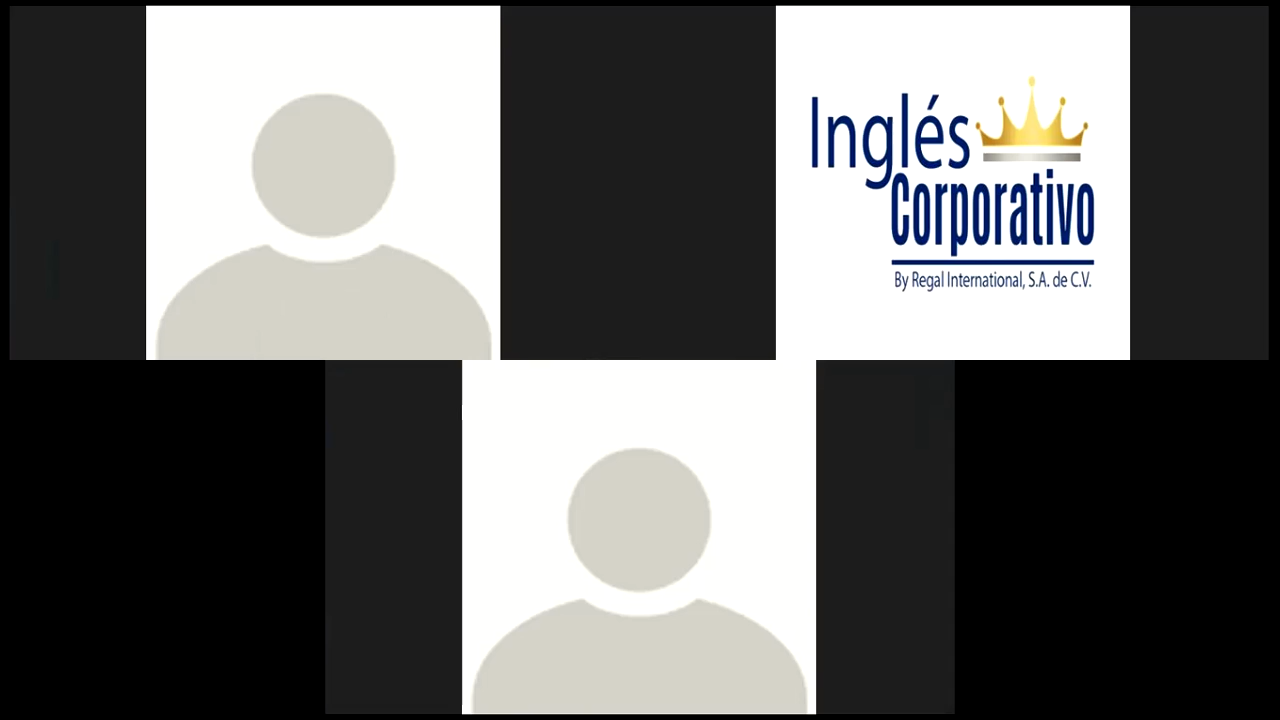 Inglés
Corporativo
By Regal International, S.A. de C.V.